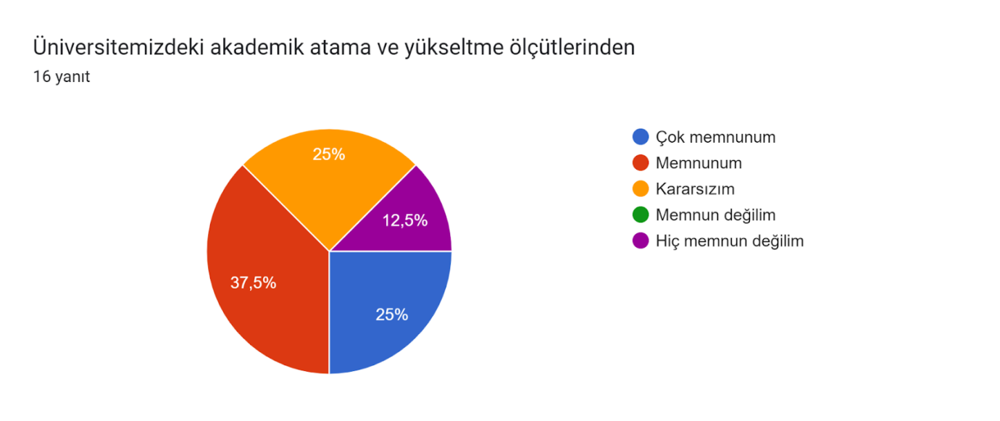 Üniversitemizdeki akademik atama ve yükseltme ölçütlerinden
16 yanıt
25%
12,5%
37,5%
25%
Çok memnunum
Memnunum
Kararsızım
Memnun değilim
Hiç memnun değilim